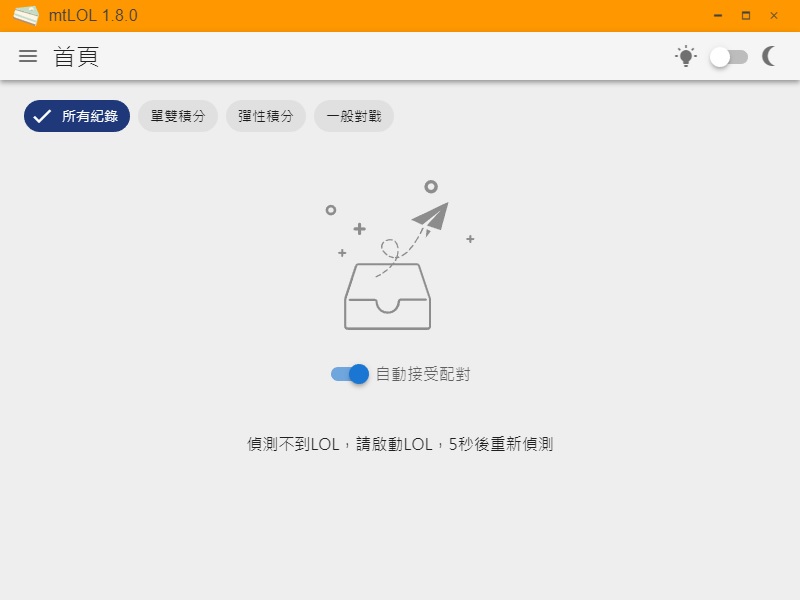 mtLOL 1.8.0
首頁
所有紀錄
單雙積分
彈性積分
一般對戰
自動接受配對
偵測不到LOL，請啟動LOL，5秒後重新偵測